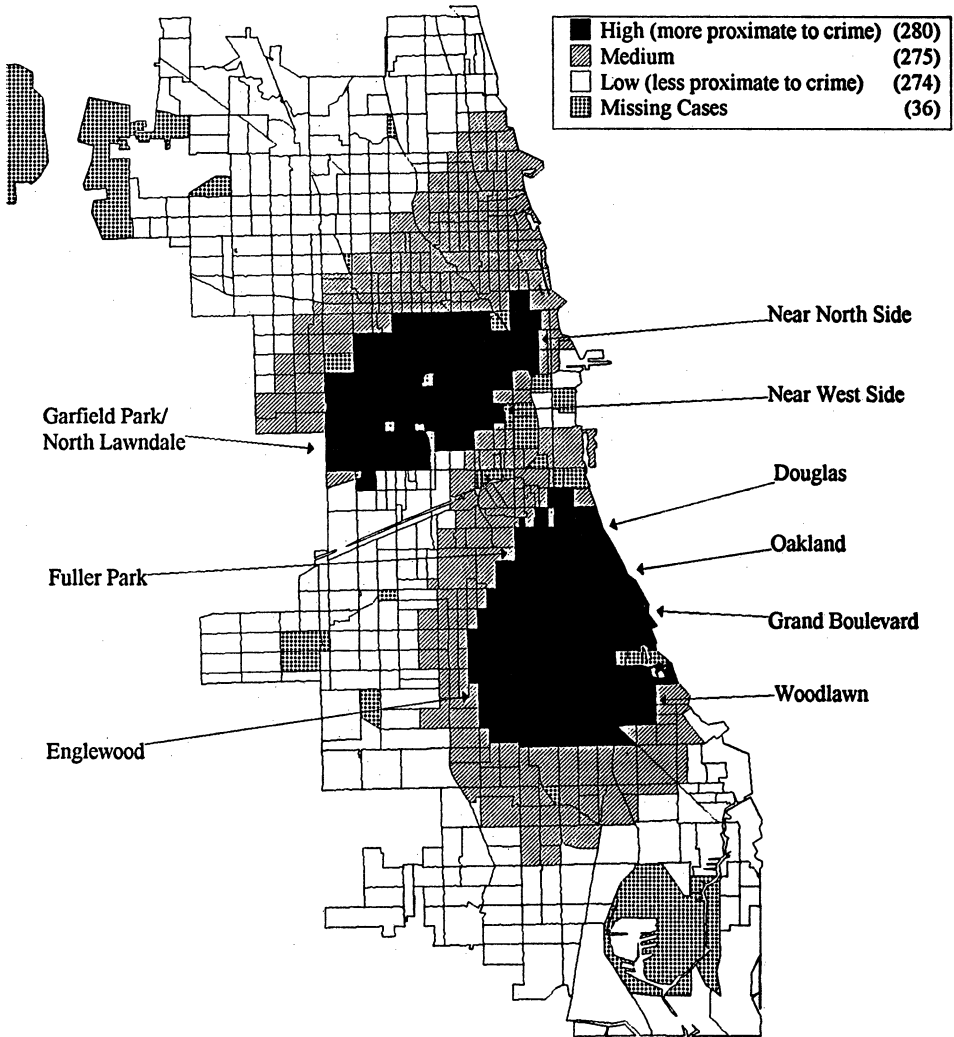 High (more proximate to crime) (280)
Medium (275)
Low (less proximate to crime) (274)
Missing Cases (36)
Near North Side
Near West Side
Garfield Park/
North Lawndale
Douglas
Oakland
Fuller Park
Grand Boulevard
Woodlawn
Englewood